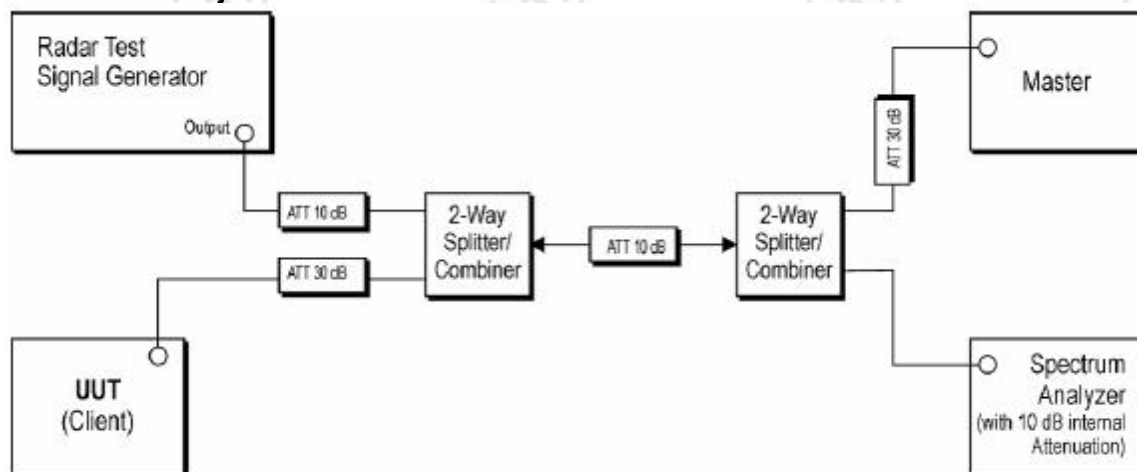 Radar Test
Signal Generator
Output
ATT 10 dB
ATT 30 dB
2-Way
Splitter/
Combiner
ATT 10 dB
2-Way
Splitter/
Combiner
ATT 30 dB
Master
UUT
(Client)
Spectrum
Analyzer
(with 10 dB internal
Attenuation)